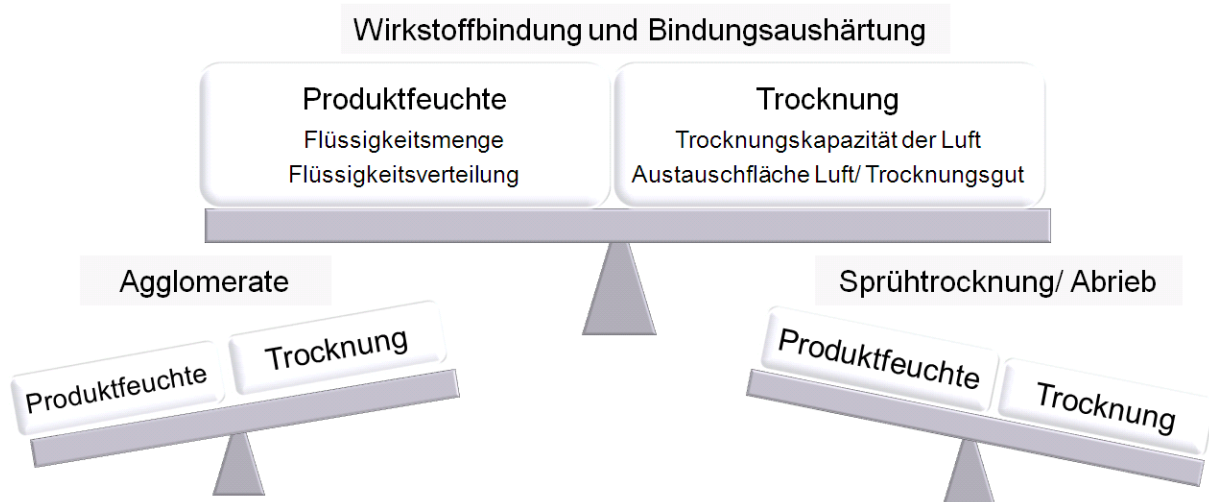 Wirkstoffbindung und Bindungsaushärtung
Produktfeuchte
Flüssigkeitsmenge
Flüssigkeitsverteilung
Trocknung
Trocknungskapazität der Luft
Austauschfläche Luft/ Trocknungsgut
Agglomerate
Produktfeuchte
Trocknung
Sprühtrocknung/ Abrieb
Produktfeuchte
Trocknung